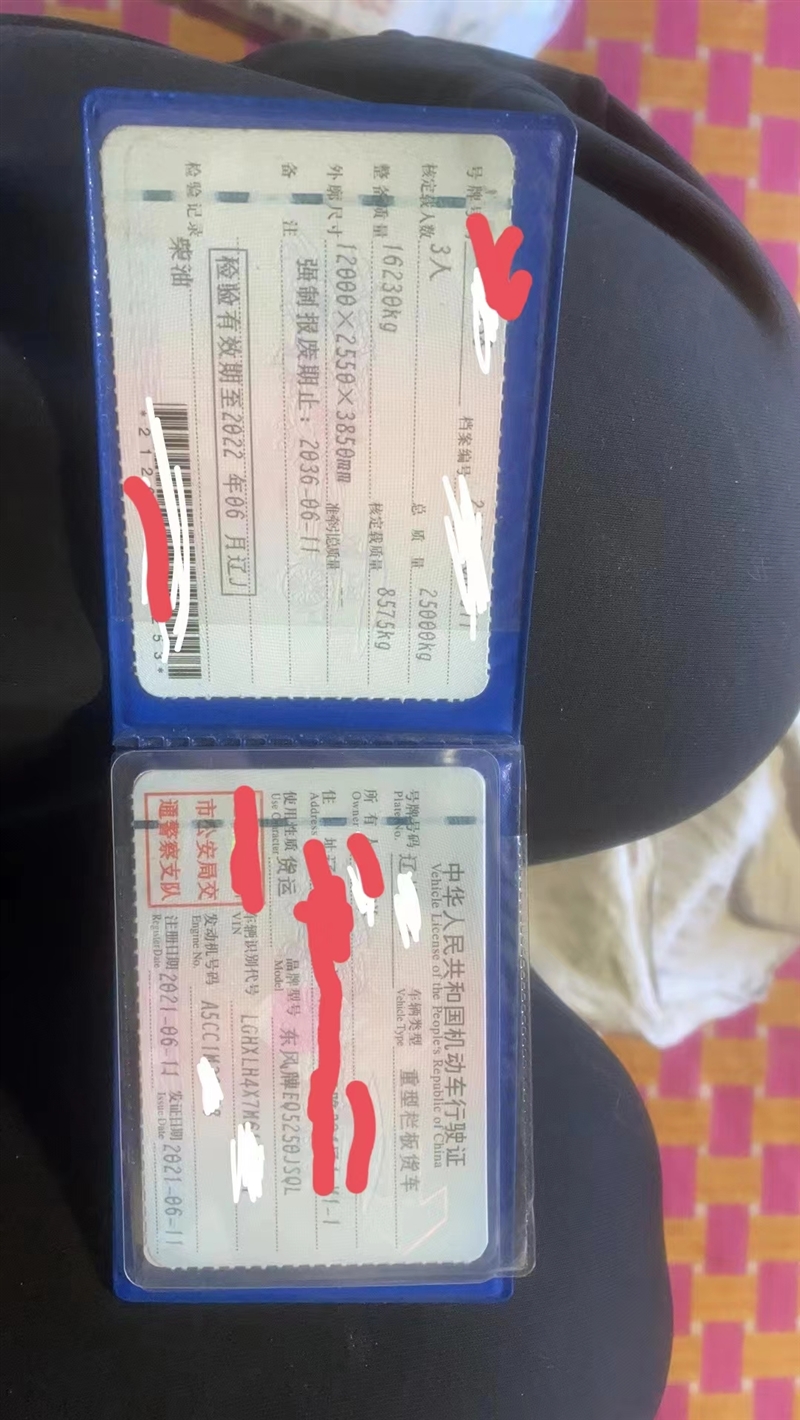 号牌号
档案编号
核定载人数 3人
总质量 25000kg
整备质量 16230kg
核定载质量 8575kg
外廓尺寸 12000×2550×3850mm
准牵引总质量 --
备注 强制报废期止：2036-06-11
检验有效期至2022 年06 月辽J
检验记录
柴油
*212 253*
中华人民共和国机动车行驶证
Vehicle License of the People's Republic of China
号牌号码 辽
Plate No.
车辆类型 重型栏板货车
Vehicle Type
所有人
Owner
住址
Address
使用性质 货运
Use Character
品牌型号 东风牌EQ5250JSQL
Model
车辆识别代号 LGHXLH4X7M6
VIN
发动机号码 A5CC1M
Engine No.
注册日期 2021-06-11
Register Date
发证日期 2021-06-11
Issue Date
市公安局交
通警察支队